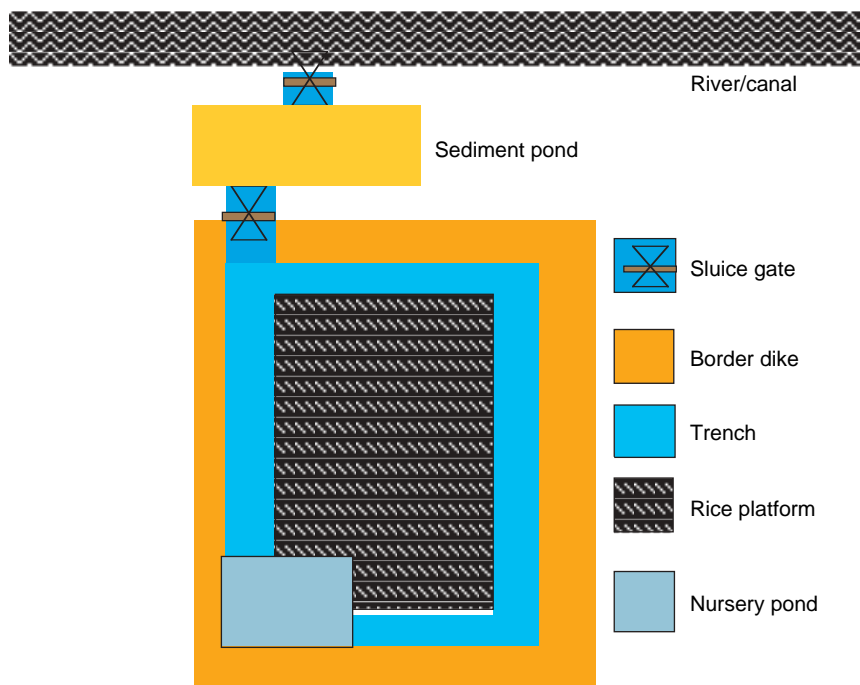 River/canal
Sediment pond
Sluice gate
Border dike
Trench
Rice platform
Nursery pond